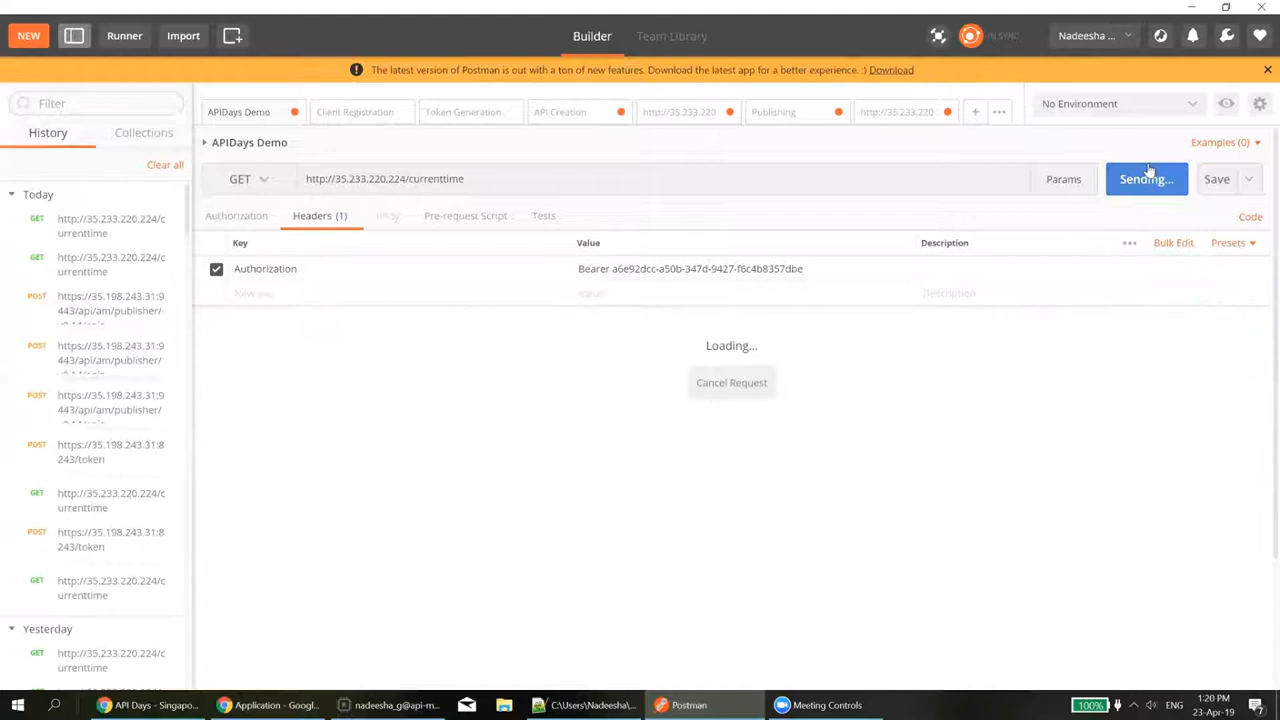 NEW
Runner
Import
Builder
Team Library
IN SYNC
Nadeesha ...
The latest version of Postman is out with a ton of new features. Download the latest app for a better experience. :) Download
Filter
APIDays Demo
Client Registration
Token Generation
API Creation
http://35.233.220
Publishing
http://35.233.220
No Environment
History
Collections
Clear all
APIDays Demo
Examples (0)
GET
http://35.233.220.224/currenttime
Params
Sending...
Save
Authorization
Headers (1)
Body
Pre-request Script
Tests
Code
Key
Value
Description
Bulk Edit
Presets
Authorization
Bearer a6e92dcc-a50b-347d-9427-f6c4b8357dbe
New key
Value
Description
Loading...
Cancel Request
Today
GET http://35.233.220.224/c
urrenttime
GET http://35.233.220.224/c
urrenttime
POST https://35.198.243.31:9
443/api/am/publisher/
POST https://35.198.243.31:9
443/api/am/publisher/
POST https://35.198.243.31:9
443/api/am/publisher/
POST https://35.198.243.31:8
243/token
GET http://35.233.220.224/c
urrenttime
POST https://35.198.243.31:8
243/token
GET http://35.233.220.224/c
urrenttime
Yesterday
GET http://35.233.220.224/c
urrenttime
API Days - Singapo...
Application - Googl...
nadeesha_g@api-m...
C:\Users\Nadeesha\...
Postman
Meeting Controls
100%
1:20 PM
23-Apr-19